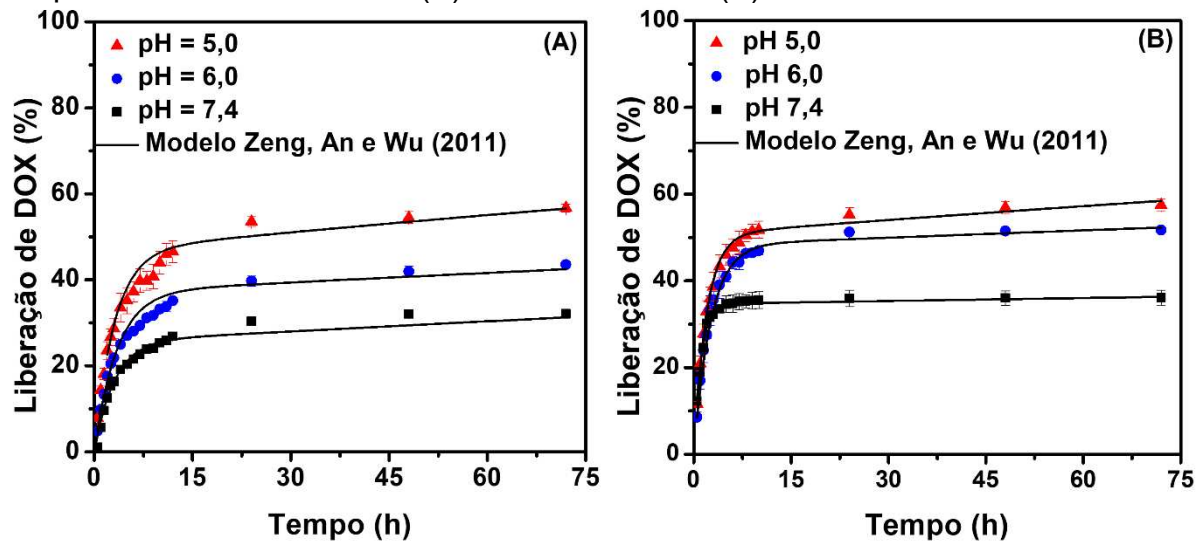 100
80
60
40
20
0
Liberação de DOX (%)
pH = 5,0
pH = 6,0
pH = 7,4
Modelo Zeng, An e Wu (2011)
(A)
0
15
30
45
60
75
Tempo (h)
100
80
60
40
20
0
Liberação de DOX (%)
pH 5,0
pH 6,0
pH 7,4
Modelo Zeng, An e Wu (2011)
(B)
0
15
30
45
60
75
Tempo (h)